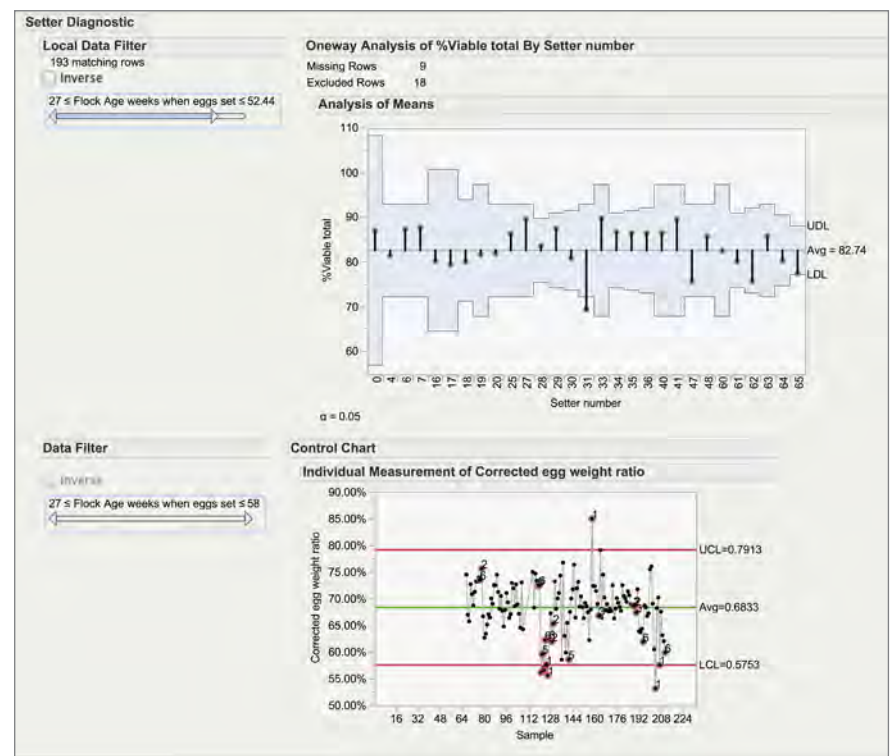 Setter Diagnostic
Local Data Filter
193 matching rows
Inverse
27 ≤ Flock Age weeks when eggs set ≤ 52.44
Oneway Analysis of %Viable total By Setter number
Missing Rows 9
Excluded Rows 18
Analysis of Means
110
100
90
80
70
60
%Viable total
UDL
Avg = 82.74
LDL
0 4 6 7 16 17 18 19 20 25 27 28 29 30 31 33 34 35 36 40 41 47 48 60 61 62 63 64 65
Setter number
α = 0.05
Data Filter
Inverse
27 ≤ Flock Age weeks when eggs set ≤ 58
Control Chart
Individual Measurement of Corrected egg weight ratio
90.00%
85.00%
80.00%
75.00%
70.00%
65.00%
60.00%
55.00%
50.00%
Corrected egg weight ratio
UCL=0.7913
Avg=0.6833
LCL=0.5753
16 32 48 64 80 96 112 128 144 160 176 192 208 224
Sample